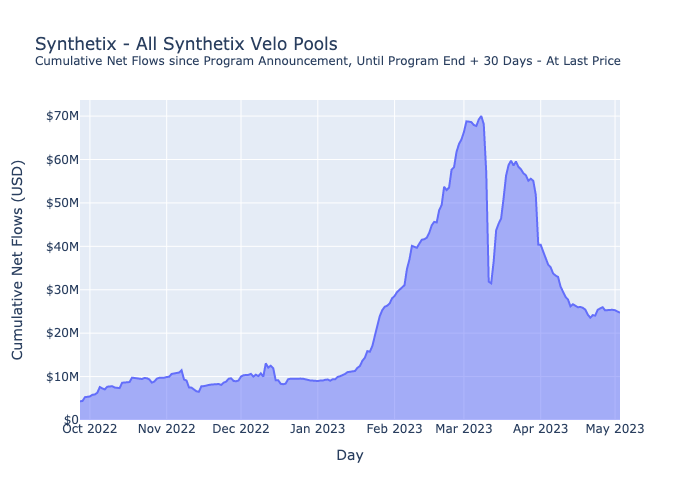 Synthetix - All Synthetix Velo Pools
Cumulative Net Flows since Program Announcement, Until Program End + 30 Days - At Last Price
Cumulative Net Flows (USD)
$70M
$60M
$50M
$40M
$30M
$20M
$10M
$0
Oct 2022 Nov 2022 Dec 2022 Jan 2023 Feb 2023 Mar 2023 Apr 2023 May 2023
Day